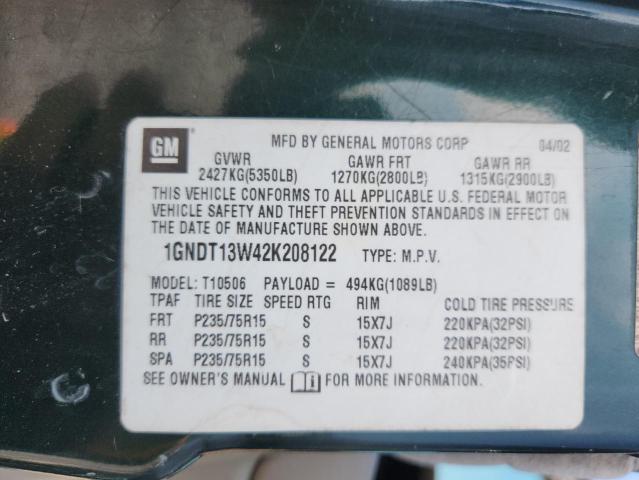 GM
MFD BY GENERAL MOTORS CORP 04/02
GVWR GAWR FRT GAWR RR
2427KG(5350LB) 1270KG(2800LB) 1315KG(2900LB)
THIS VEHICLE CONFORMS TO ALL APPLICABLE U.S. FEDERAL MOTOR
VEHICLE SAFETY AND THEFT PREVENTION STANDARDS IN EFFECT ON
THE DATE OF MANUFACTURE SHOWN ABOVE.
1GNDT13W42K208122 TYPE: M.P.V.
MODEL: T10506 PAYLOAD = 494KG(1089LB)
TPAF TIRE SIZE SPEED RTG RIM COLD TIRE PRESSURE
FRT P235/75R15 S 15X7J 220KPA(32PSI)
RR P235/75R15 S 15X7J 220KPA(32PSI)
SPA P235/75R15 S 15X7J 240KPA(35PSI)
SEE OWNER'S MANUAL FOR MORE INFORMATION.